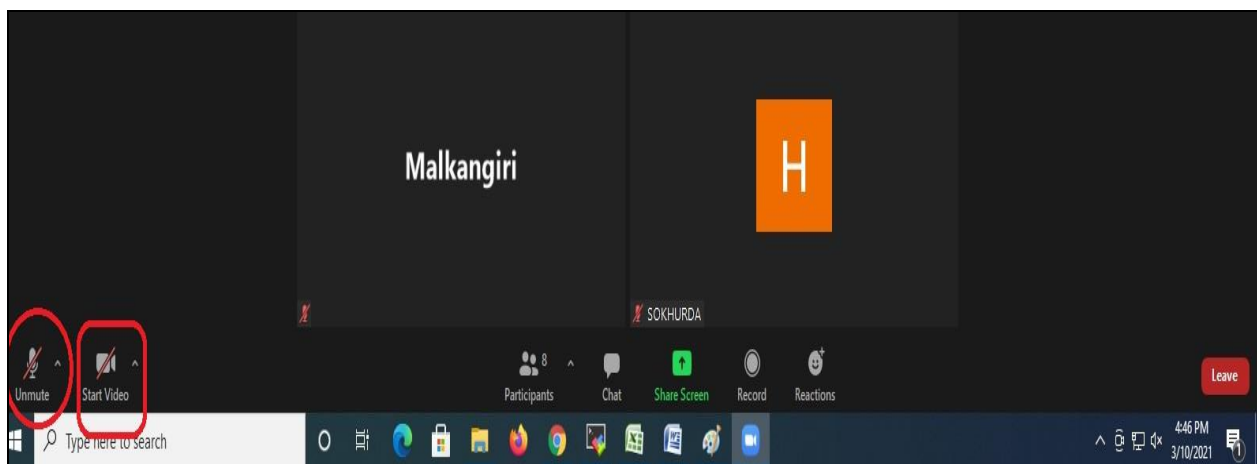 Malkangiri
H
SOKHURDA
Unmute
Start Video
8
Participants
Chat
Share Screen
Record
Reactions
Leave
Type here to search
4:46 PM
3/10/2021
1